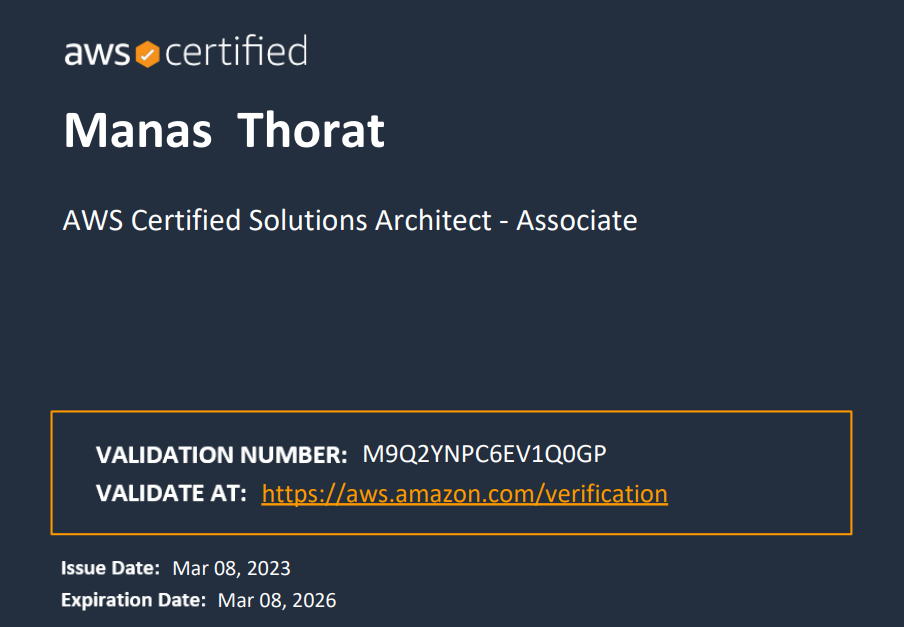 aws certified
Manas Thorat
AWS Certified Solutions Architect - Associate
VALIDATION NUMBER: M9Q2YNPC6EV1Q0GP
VALIDATE AT: https://aws.amazon.com/verification
Issue Date: Mar 08, 2023
Expiration Date: Mar 08, 2026